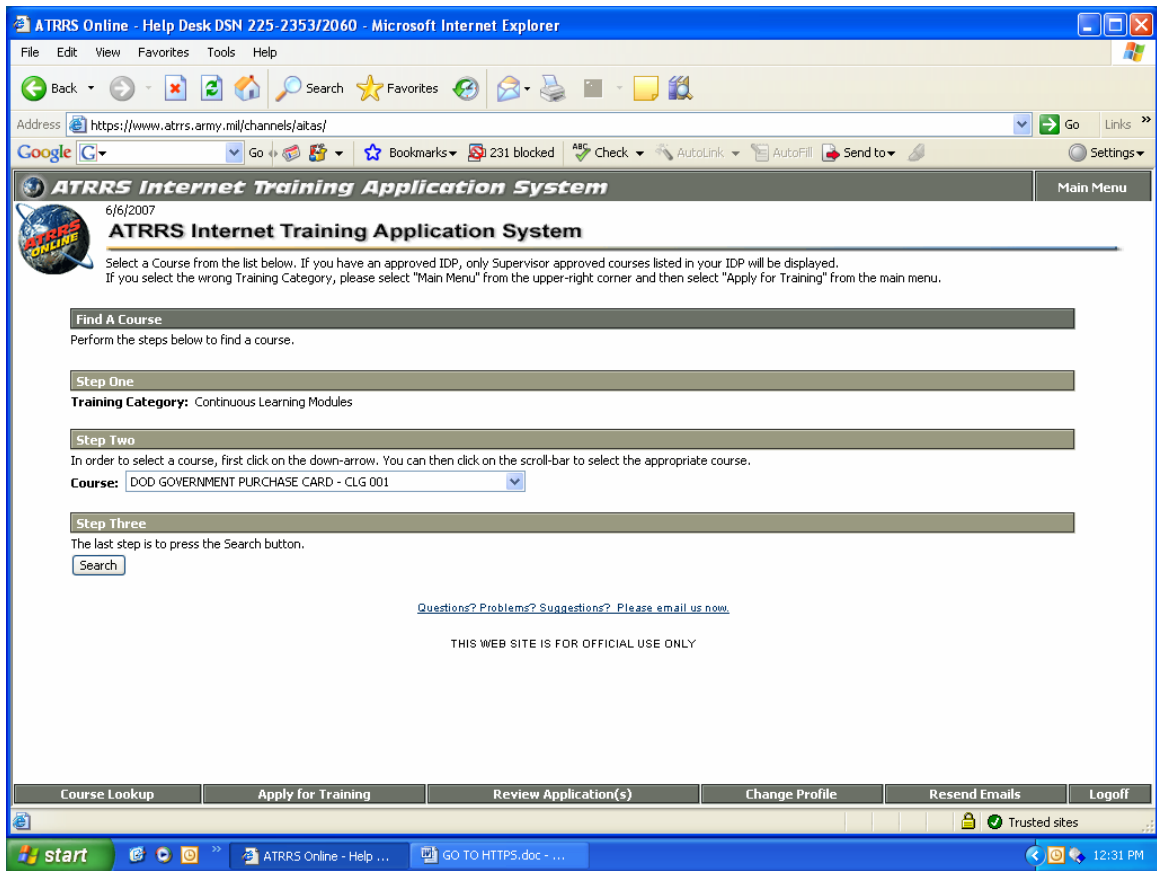 ATRRS Online - Help Desk DSN 225-2353/2060 - Microsoft Internet Explorer
File Edit View Favorites Tools Help
Back Search Favorites
Address https://www.atrrs.army.mil/channels/aitas/ Go Links »
Google G Go Bookmarks 231 blocked ABC Check AutoLink AutoFill Send to Settings
ATRRS Internet Training Application System Main Menu
ATRRS ONLINE
6/6/2007
ATRRS Internet Training Application System
Select a Course from the list below. If you have an approved IDP, only Supervisor approved courses listed in your IDP will be displayed.
If you select the wrong Training Category, please select "Main Menu" from the upper-right corner and then select "Apply for Training" from the main menu.
Find A Course
Perform the steps below to find a course.
Step One
Training Category: Continuous Learning Modules
Step Two
In order to select a course, first click on the down-arrow. You can then click on the scroll-bar to select the appropriate course.
Course: DOD GOVERNMENT PURCHASE CARD - CLG 001
Step Three
The last step is to press the Search button.
Search
Questions? Problems? Suggestions? Please email us now.
THIS WEB SITE IS FOR OFFICIAL USE ONLY
Course Lookup Apply for Training Review Application(s) Change Profile Resend Emails Logoff
Trusted sites
start » ATRRS Online - Help ... GO TO HTTPS.doc - ... 12:31 PM